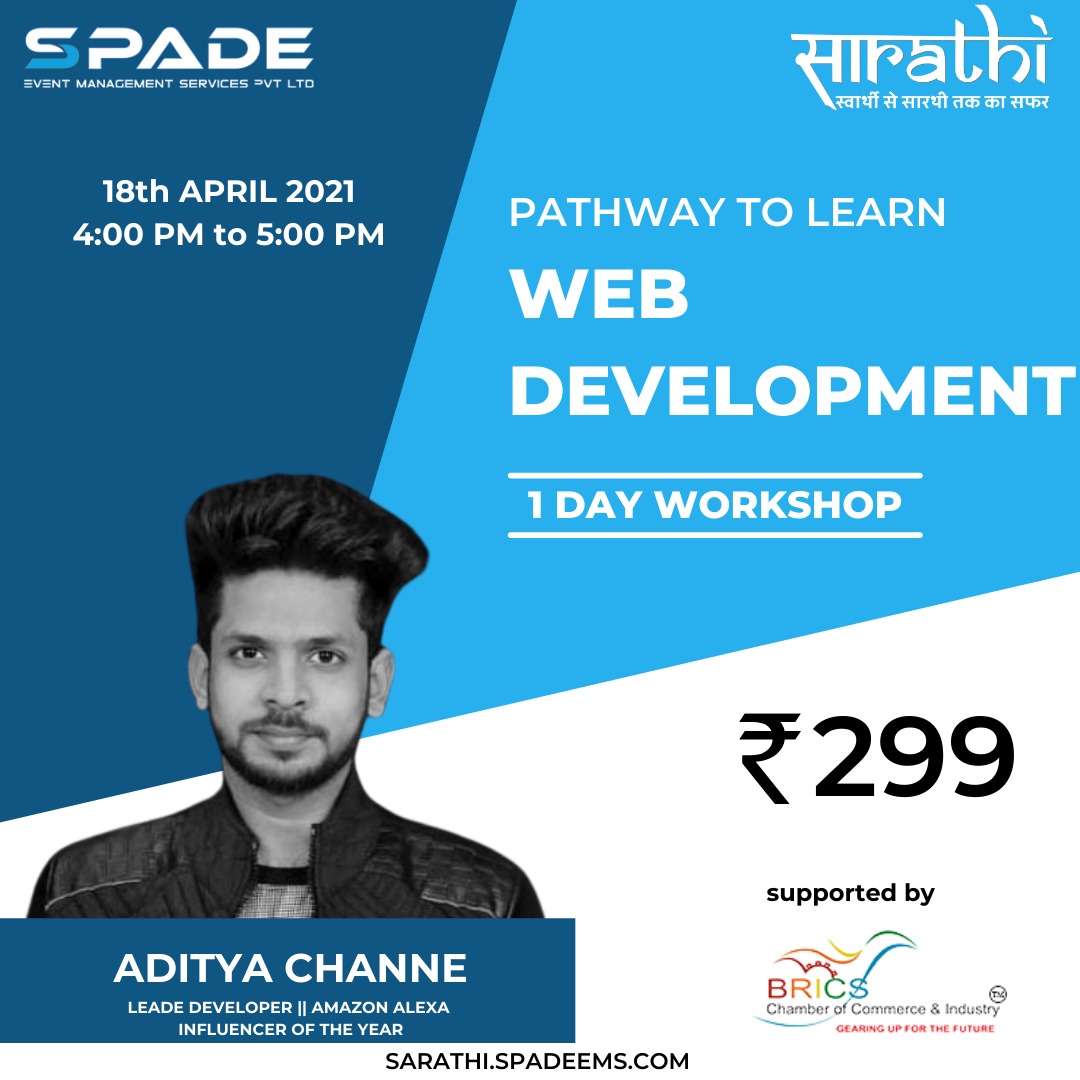 SPADE
EVENT MANAGEMENT SERVICES PVT LTD
साrathi
स्वार्थी से सारथी तक का सफर
18th APRIL 2021
4:00 PM to 5:00 PM
PATHWAY TO LEARN
WEB
DEVELOPMENT
1 DAY WORKSHOP
₹299
supported by
BRICS
TM
Chamber of Commerce & Industry
GEARING UP FOR THE FUTURE
ADITYA CHANNE
LEADE DEVELOPER || AMAZON ALEXA
INFLUENCER OF THE YEAR
SARATHI.SPADEEMS.COM